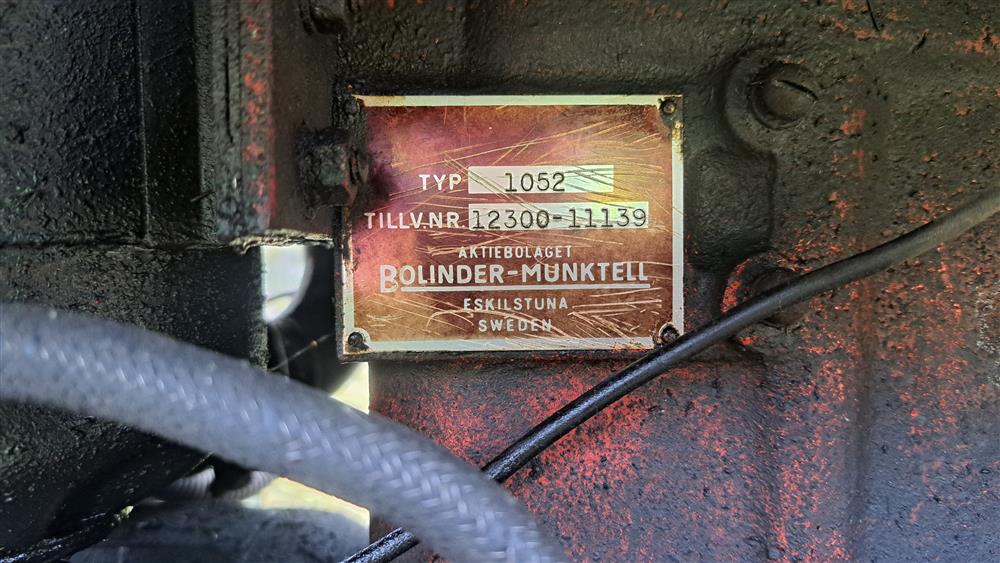 TYP 1052
TILLV.NR. 12300-11139
AKTIEBOLAGET
BOLINDER-MUNKTELL
ESKILSTUNA
SWEDEN